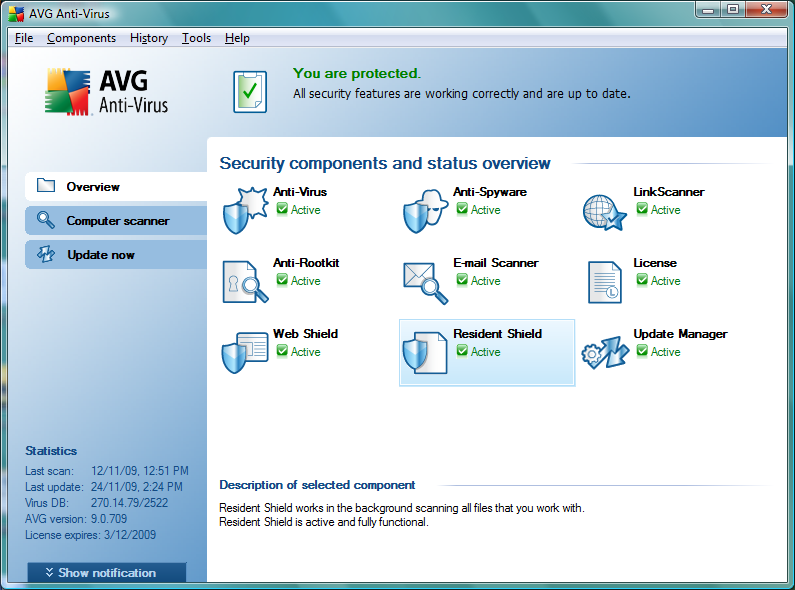 AVG Anti-Virus
File Components History Tools Help
AVG
Anti-Virus
You are protected.
All security features are working correctly and are up to date.
Overview
Computer scanner
Update now
Security components and status overview
Anti-Virus
Active
Anti-Spyware
Active
LinkScanner
Active
Anti-Rootkit
Active
E-mail Scanner
Active
License
Active
Web Shield
Active
Resident Shield
Active
Update Manager
Active
Statistics
Last scan: 12/11/09, 12:51 PM
Last update: 24/11/09, 2:24 PM
Virus DB: 270.14.79/2522
AVG version: 9.0.709
License expires: 3/12/2009
Show notification
Description of selected component
Resident Shield works in the background scanning all files that you work with.
Resident Shield is active and fully functional.